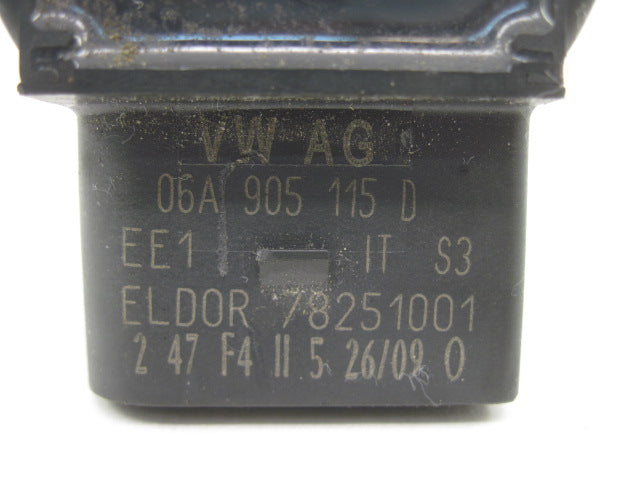 VW AG
06A 905 115 D
EE1 IT S3
ELDOR 78251001
2 47 F4 II 5 26/09 0